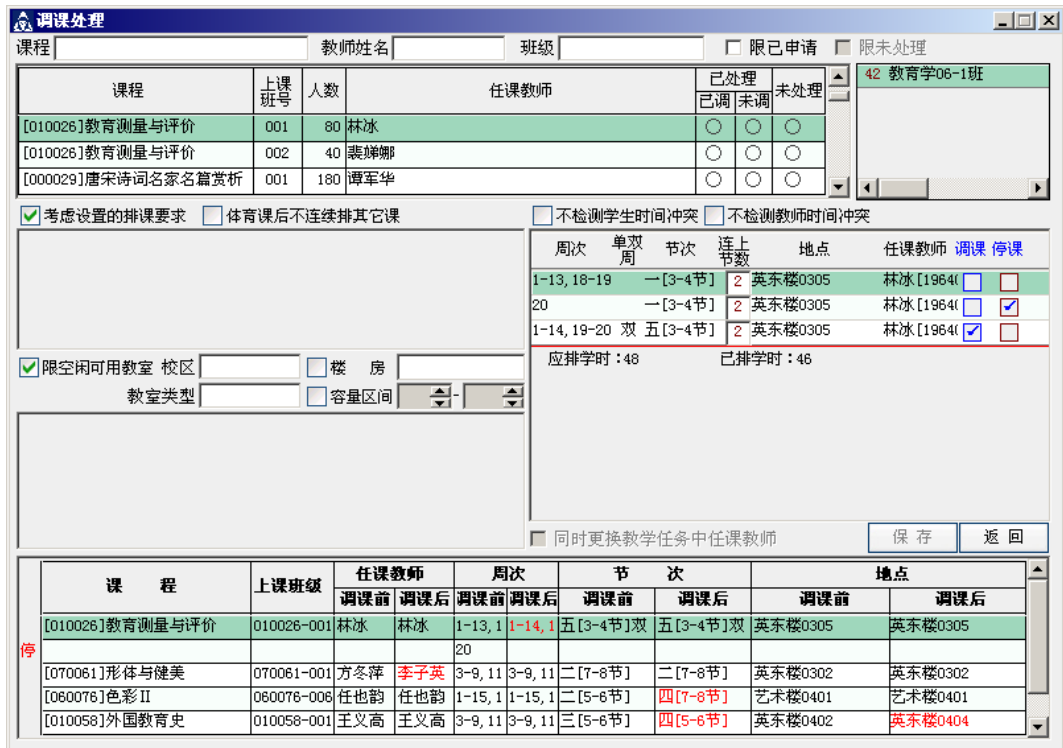 调课处理
课程 教师姓名 班级 限已申请 限未处理
课程 上课班号 人数 任课教师 已处理 未处理
已调 未调
[010026]教育测量与评价 001 80 林冰
[010026]教育测量与评价 002 40 裴娣娜
[000029]唐宋诗词名家名篇赏析 001 180 谭军华
42 教育学06-1班
考虑设置的排课要求 体育课后不连续排其它课
不检测学生时间冲突 不检测教师时间冲突
周次 单双周 节次 连上节数 地点 任课教师 调课 停课
1-13,18-19 一[3-4节] 2 英东楼0305 林冰[1964(
20 一[3-4节] 2 英东楼0305 林冰[1964(
1-14,19-20 双 五[3-4节] 2 英东楼0305 林冰[1964(
应排学时:48 已排学时:46
限空闲可用教室 校区 楼 房
教室类型 容量区间 -
同时更换教学任务中任课教师 保存 返回
课 程 上课班级 任课教师 周次 节 次 地点
调课前 调课后 调课前 调课后 调课前 调课后 调课前 调课后
[010026]教育测量与评价 010026-001 林冰 林冰 1-13,1 1-14,1 五[3-4节]双 五[3-4节]双 英东楼0305 英东楼0305
停 20
[070061]形体与健美 070061-001 方冬萍 李子英 3-9,11 3-9,11 二[7-8节] 二[7-8节] 英东楼0302 英东楼0302
[060076]色彩Ⅱ 060076-006 任也韵 任也韵 1-15,1 1-15,1 二[5-6节] 四[7-8节] 艺术楼0401 艺术楼0401
[010058]外国教育史 010058-001 王义高 王义高 3-9,11 3-9,11 三[5-6节] 四[5-6节] 英东楼0402 英东楼0404